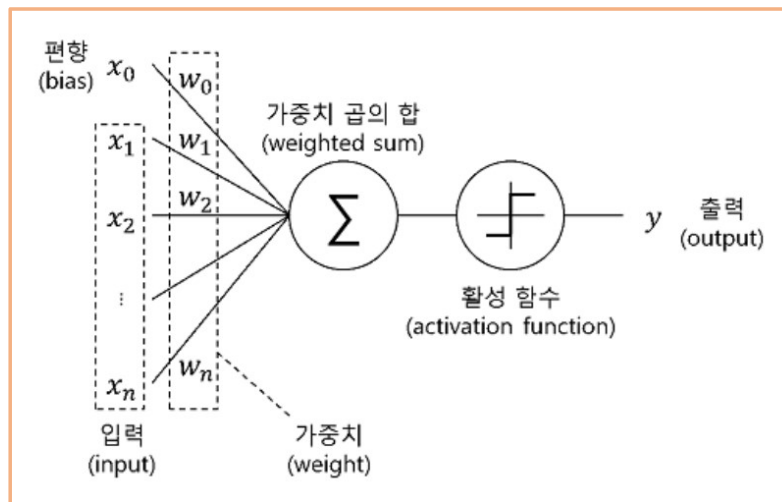 편향
(bias)
x₀
w₀
x₁
w₁
x₂
w₂
⋮
xₙ
wₙ
입력
(input)
가중치
(weight)
가중치 곱의 합
(weighted sum)
∑
활성 함수
(activation function)
y
출력
(output)